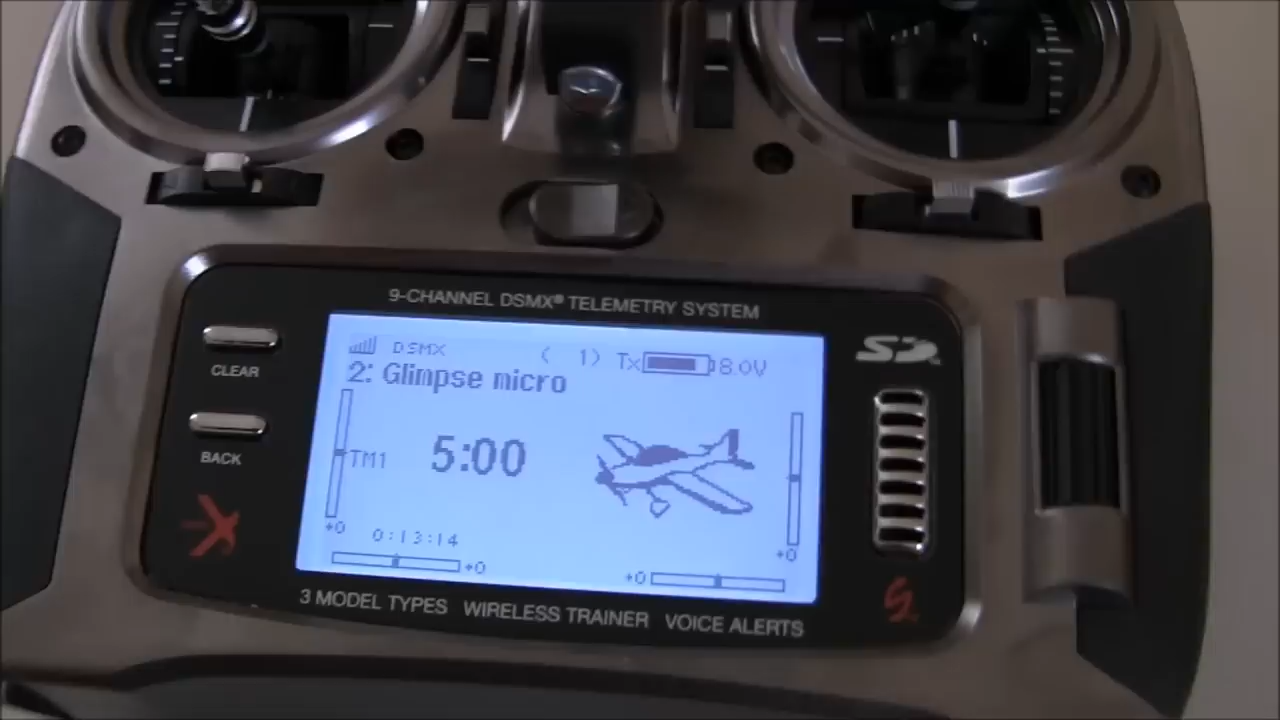 9-CHANNEL DSMX® TELEMETRY SYSTEM
DSMX ( 1) Tx 8.0V
2: Glimpse micro
TM1 5:00
+0 0:13:14 +0
+0 +0
CLEAR
BACK
SD
3 MODEL TYPES WIRELESS TRAINER VOICE ALERTS